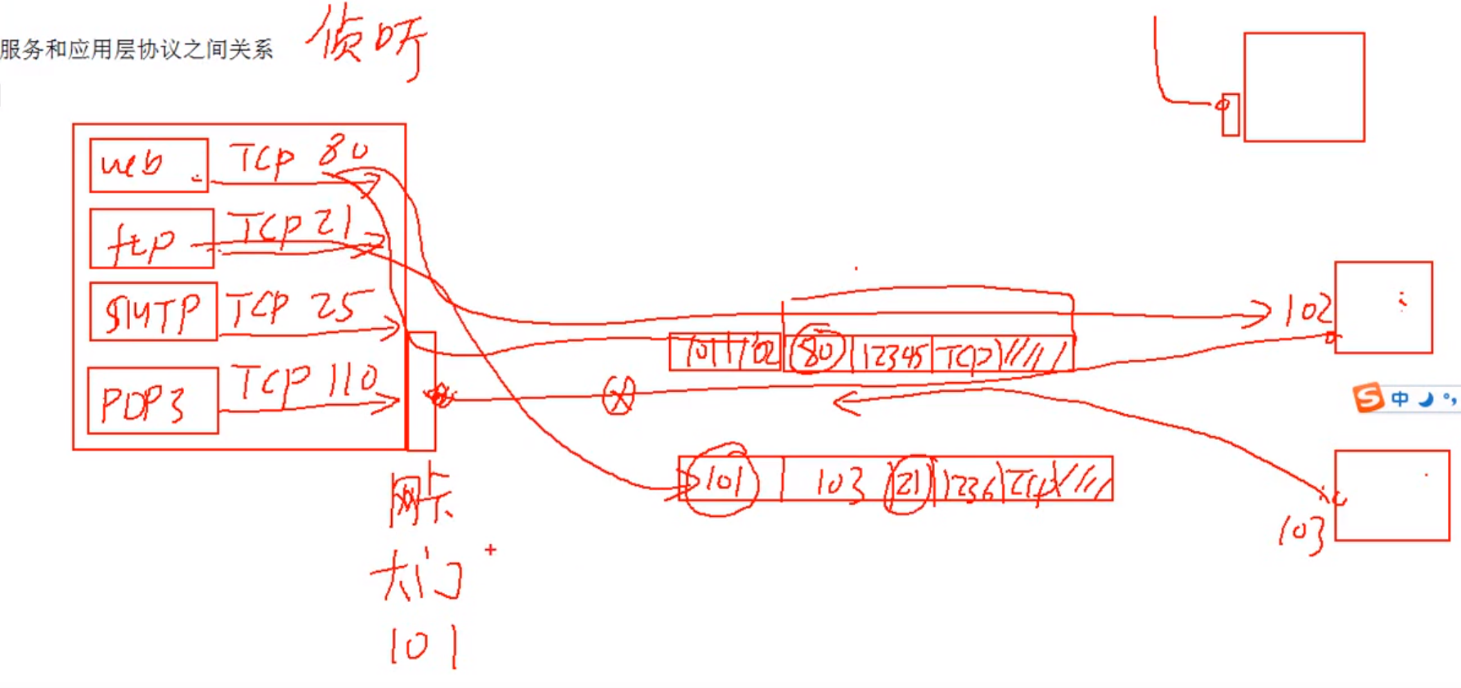 服务和应用层协议之间关系
侦听
web TCP 80
ftp TCP 21
SMTP TCP 25
POP3 TCP 110
101 102 80 12345 TCP
102
101 103 21 1236 TCP
103
网卡
大门
101
S中